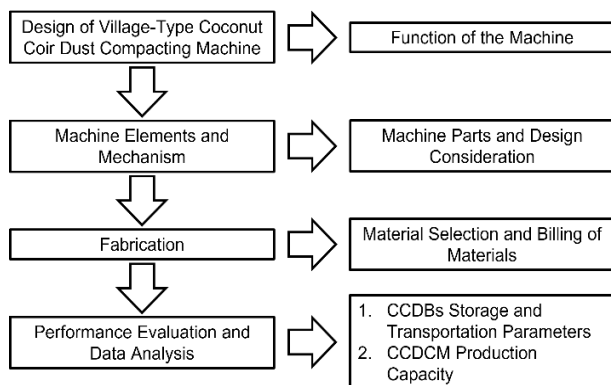 Design of Village-Type Coconut
Coir Dust Compacting Machine
Function of the Machine
Machine Elements and
Mechanism
Machine Parts and Design
Consideration
Fabrication
Material Selection and Billing of
Materials
Performance Evaluation and
Data Analysis
1. CCDBs Storage and
Transportation Parameters
2. CCDCM Production
Capacity